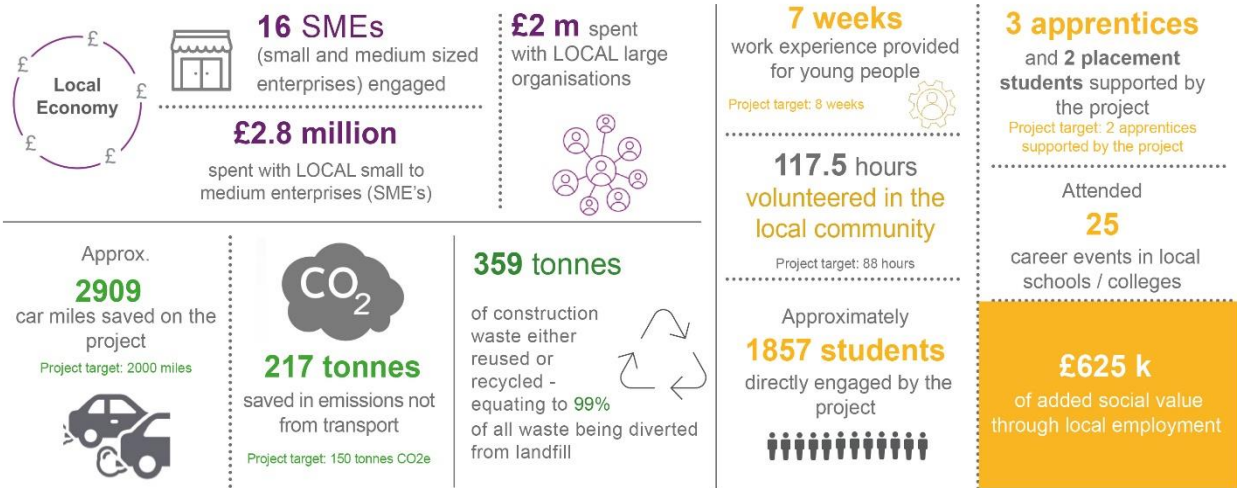 Local
Economy
£
£
£
£
£
£
16 SMEs
(small and medium sized
enterprises) engaged
£2.8 million
spent with LOCAL small to
medium enterprises (SME's)
£2 m spent
with LOCAL large
organisations
Approx.
2909
car miles saved on the
project
Project target: 2000 miles
CO2
217 tonnes
saved in emissions not
from transport
Project target: 150 tonnes CO2e
359 tonnes
of construction
waste either
reused or
recycled -
equating to 99%
of all waste being diverted
from landfill
7 weeks
work experience provided
for young people
Project target: 8 weeks
117.5 hours
volunteered in the
local community
Project target: 88 hours
Approximately
1857 students
directly engaged by the
project
3 apprentices
and 2 placement
students supported by
the project
Project target: 2 apprentices
supported by the project
Attended
25
career events in local
schools / colleges
£625 k
of added social value
through local employment